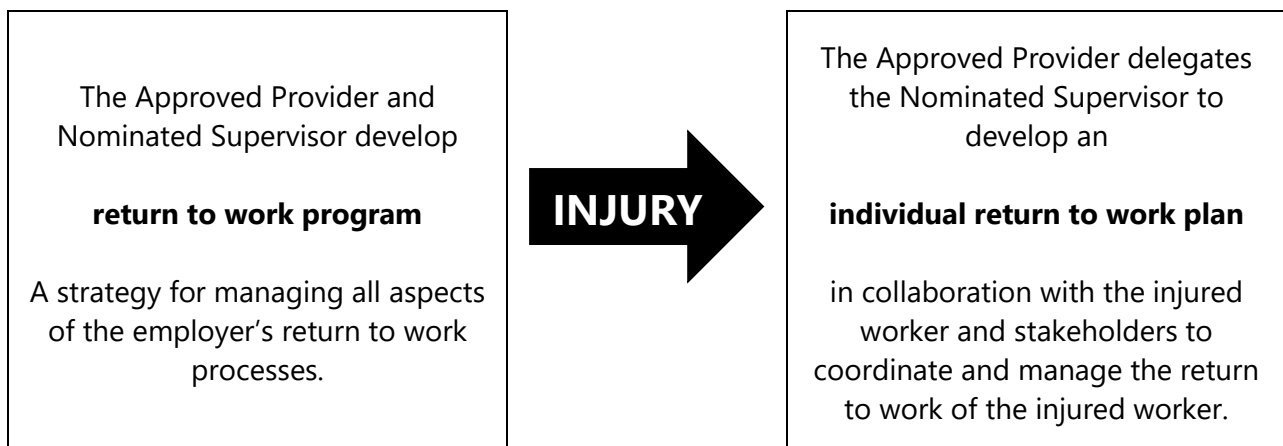 The Approved Provider and
Nominated Supervisor develop
return to work program
A strategy for managing all aspects
of the employer’s return to work
processes.
INJURY
The Approved Provider delegates
the Nominated Supervisor to
develop an
individual return to work plan
in collaboration with the injured
worker and stakeholders to
coordinate and manage the return
to work of the injured worker.